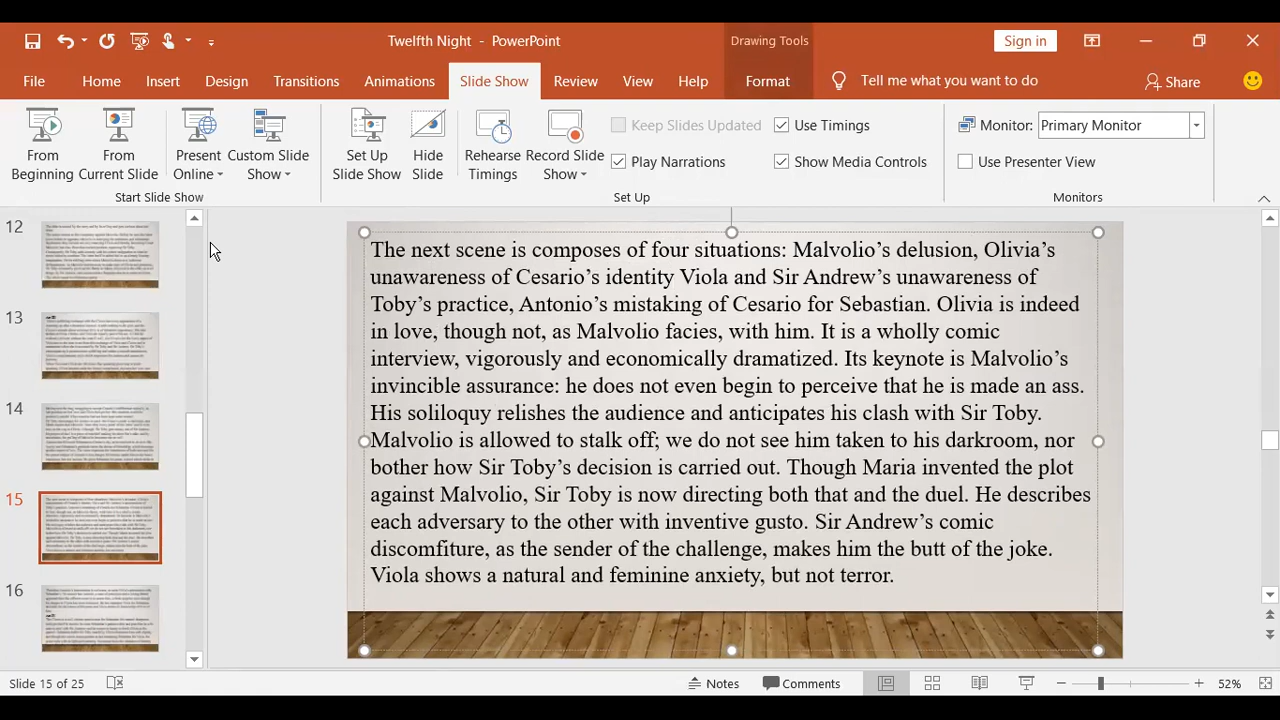 Twelfth Night - PowerPoint
Drawing Tools
Sign in
File Home Insert Design Transitions Animations Slide Show Review View Help Format Tell me what you want to do Share
From Beginning
From Current Slide
Present Online
Custom Slide Show
Set Up Slide Show
Hide Slide
Rehearse Timings
Record Slide Show
Keep Slides Updated
Play Narrations
Use Timings
Show Media Controls
Monitor: Primary Monitor
Use Presenter View
Start Slide Show
Set Up
Monitors
12
13
14
15
16
The next scene is composes of four situations. Malvolio’s delusion, Olivia’s
unawareness of Cesario’s identity Viola and Sir Andrew’s unawareness of
Toby’s practice, Antonio’s mistaking of Cesario for Sebastian. Olivia is indeed
in love, though not, as Malvolio facies, with him it is a wholly comic
interview, vigorously and economically dramatized. Its keynote is Malvolio’s
invincible assurance: he does not even begin to perceive that he is made an ass.
His soliloquy relates the audience and anticipates his clash with Sir Toby.
Malvolio is allowed to stalk off; we do not see him taken to his darkroom, nor
bother how Sir Toby’s decision is carried out. Though Maria invented the plot
against Malvolio, Sir Toby is now directing both this and the duel. He describes
each adversary to the other with inventive Andrew’s comic
discomfiture, as the sender of the challenge, makes him the butt of the joke.
Viola shows a natural and feminine anxiety, but not terror.
Slide 15 of 25
Notes
Comments
52%